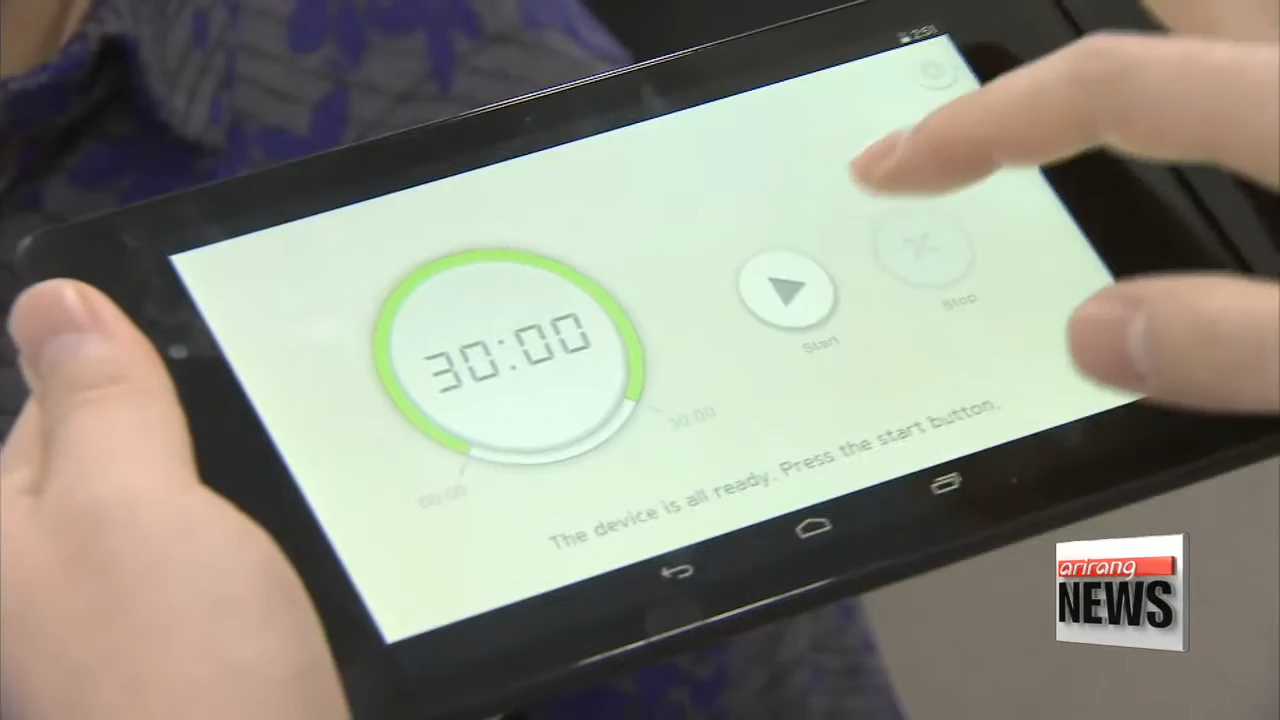 30:00
Start
Stop
00:00
30:00
The device is all ready. Press the start button.
arirang
NEWS